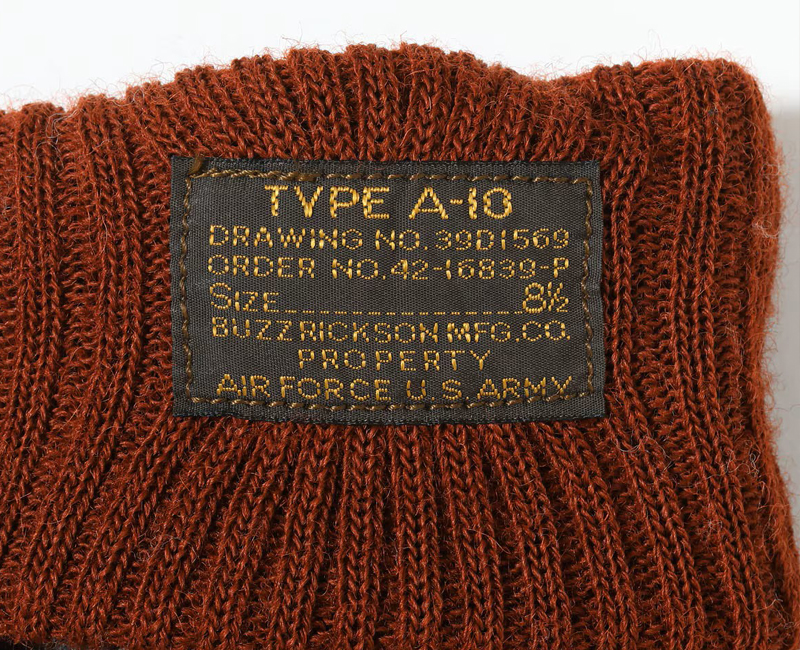 TYPE A-10
DRAWING NO. 39D1569
ORDER NO. 42-16839-P
SIZE 8½
BUZZ RICKSON MFG. CO.
PROPERTY
AIR FORCE U.S. ARMY